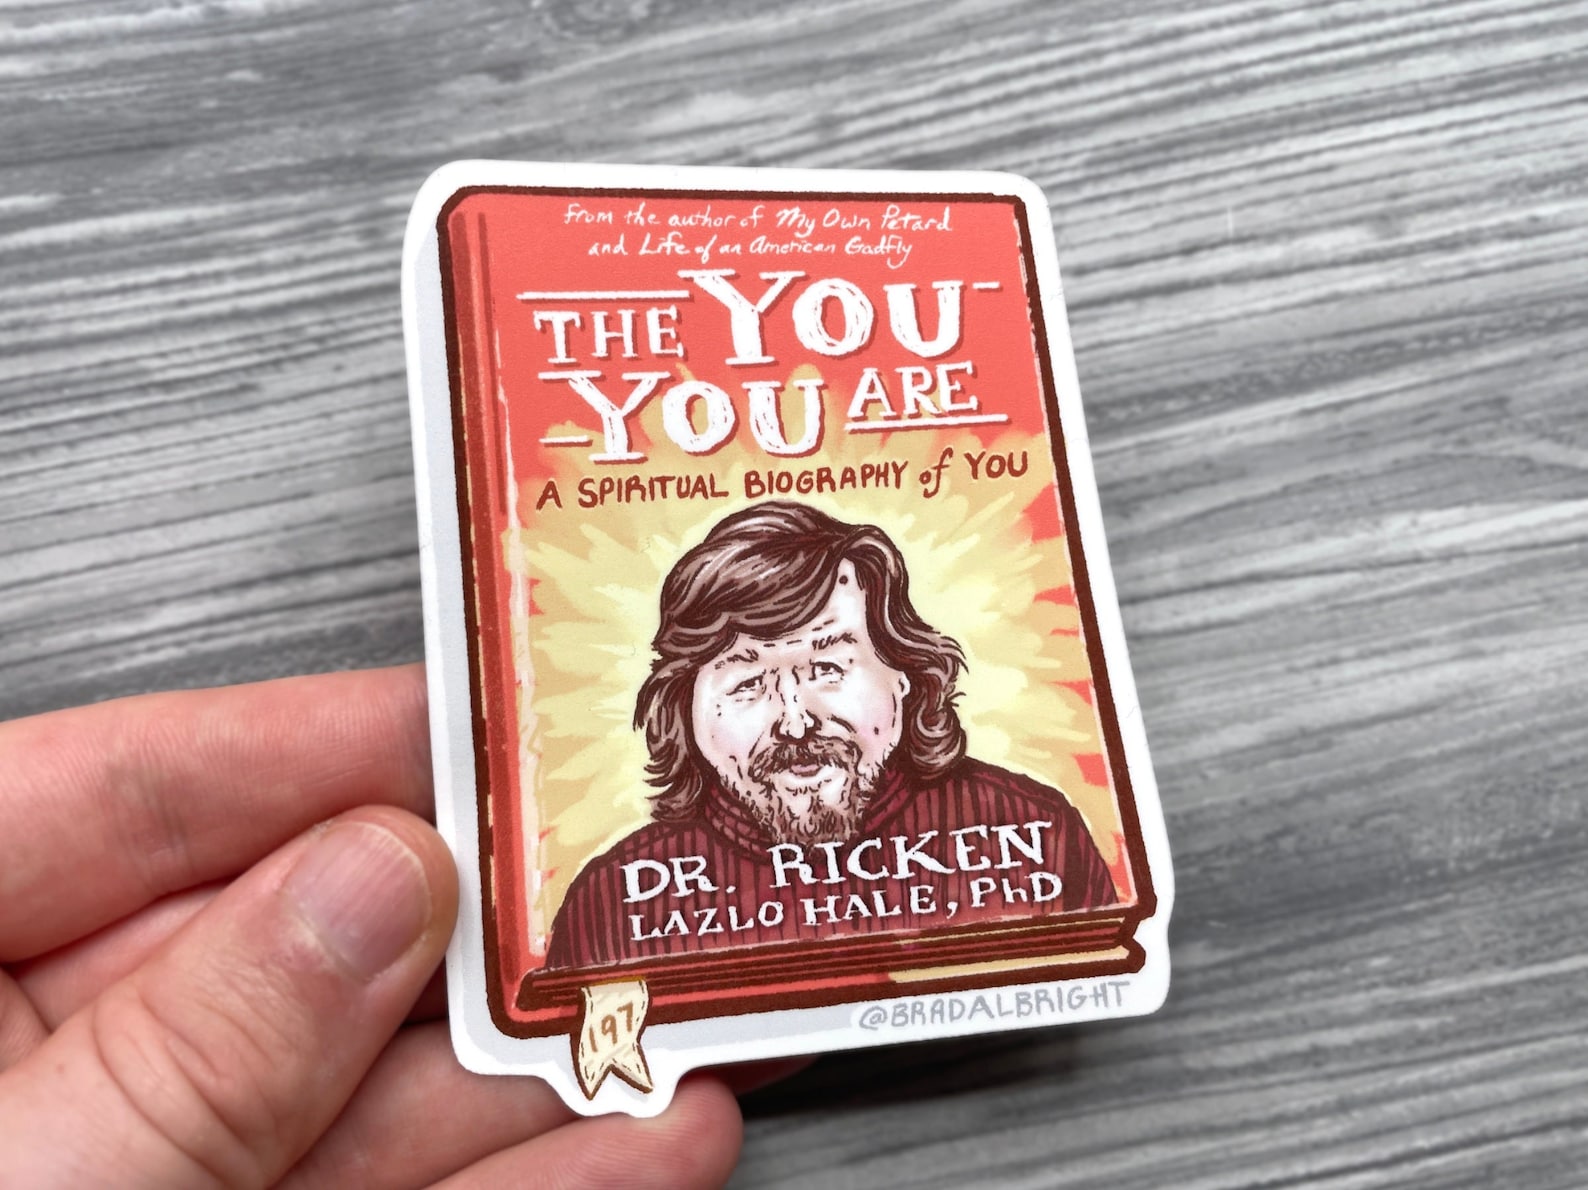 from the author of My Own Petard
and Life of an American Gadfly
THE YOU
YOU ARE
A SPIRITUAL BIOGRAPHY of YOU
DR. RICKEN
LAZLO HALE, PhD
197
@BRADALBRIGHT